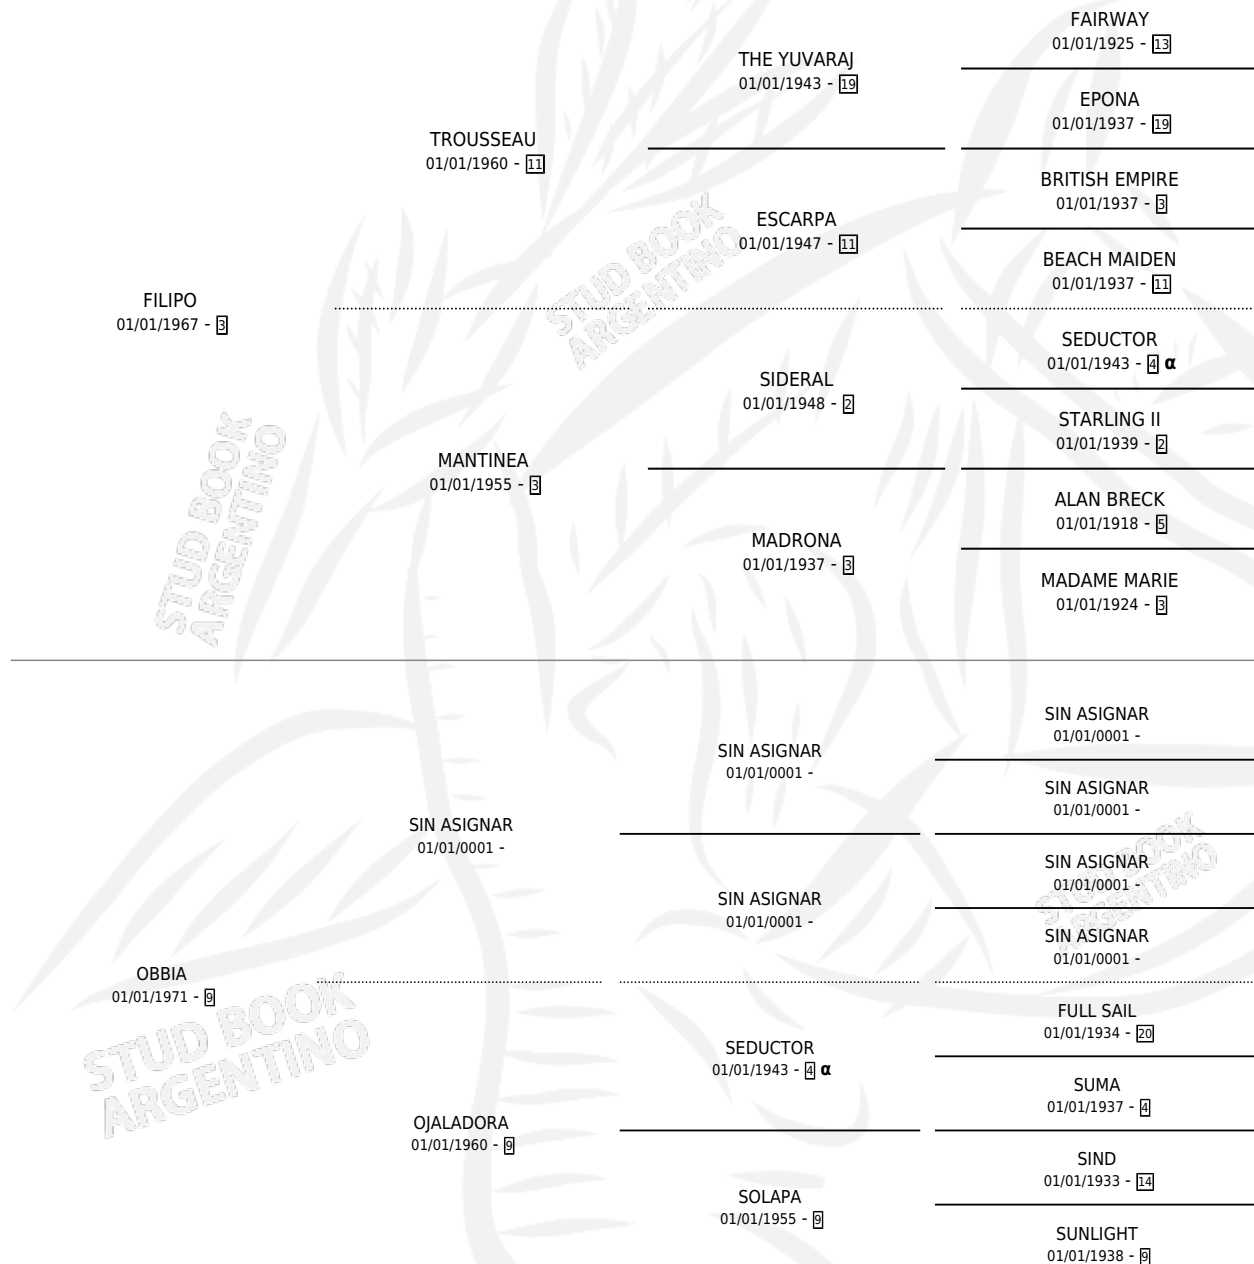 FAIRWAY
01/01/1925 - 13
THE YUVARAJ
01/01/1943 - 19
EPONA
01/01/1937 - 19
TROUSSEAU
01/01/1960 - 11
BRITISH EMPIRE
01/01/1937 - 3
ESCARPA
01/01/1947 - 11
BEACH MAIDEN
01/01/1937 - 11
FILIPO
01/01/1967 - 3
SEDUCTOR
01/01/1943 - 4 α
SIDERAL
01/01/1948 - 2
STARLING II
01/01/1939 - 2
MANTINEA
01/01/1955 - 3
ALAN BRECK
01/01/1918 - 5
MADRONA
01/01/1937 - 3
MADAME MARIE
01/01/1924 - 3
SIN ASIGNAR
01/01/0001 -
SIN ASIGNAR
01/01/0001 -
SIN ASIGNAR
01/01/0001 -
SIN ASIGNAR
01/01/0001 -
SIN ASIGNAR
01/01/0001 -
SIN ASIGNAR
01/01/0001 -
SIN ASIGNAR
01/01/0001 -
OBBIA
01/01/1971 - 9
FULL SAIL
01/01/1934 - 20
SEDUCTOR
01/01/1943 - 4 α
SUMA
01/01/1937 - 4
OJALADORA
01/01/1960 - 9
SIND
01/01/1933 - 14
SOLAPA
01/01/1955 - 9
SUNLIGHT
01/01/1938 - 9
STUD BOOK
ARGENTINO
STUD BOOK
ARGENTINO
STUD BOOK
ARGENTINO
STUD BOOK
ARGENTINO